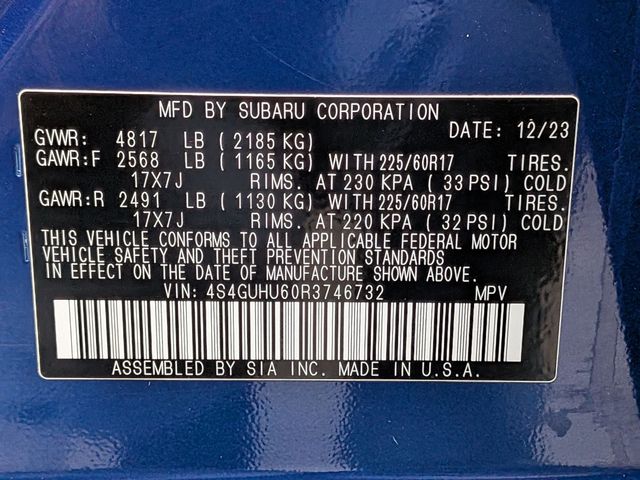 MFD BY SUBARU CORPORATION
GVWR: 4817 LB (2185 KG) DATE: 12/23
GAWR:F 2568 LB (1165 KG) WITH 225/60R17 TIRES.
17X7J RIMS. AT 230 KPA (33 PSI) COLD
GAWR:R 2491 LB (1130 KG) WITH 225/60R17 TIRES.
17X7J RIMS. AT 220 KPA (32 PSI) COLD
THIS VEHICLE CONFORMS TO ALL APPLICABLE FEDERAL MOTOR
VEHICLE SAFETY AND THEFT PREVENTION STANDARDS
IN EFFECT ON THE DATE OF MANUFACTURE SHOWN ABOVE.
VIN: 4S4GUHU60R3746732 MPV
ASSEMBLED BY SIA INC. MADE IN U.S.A.